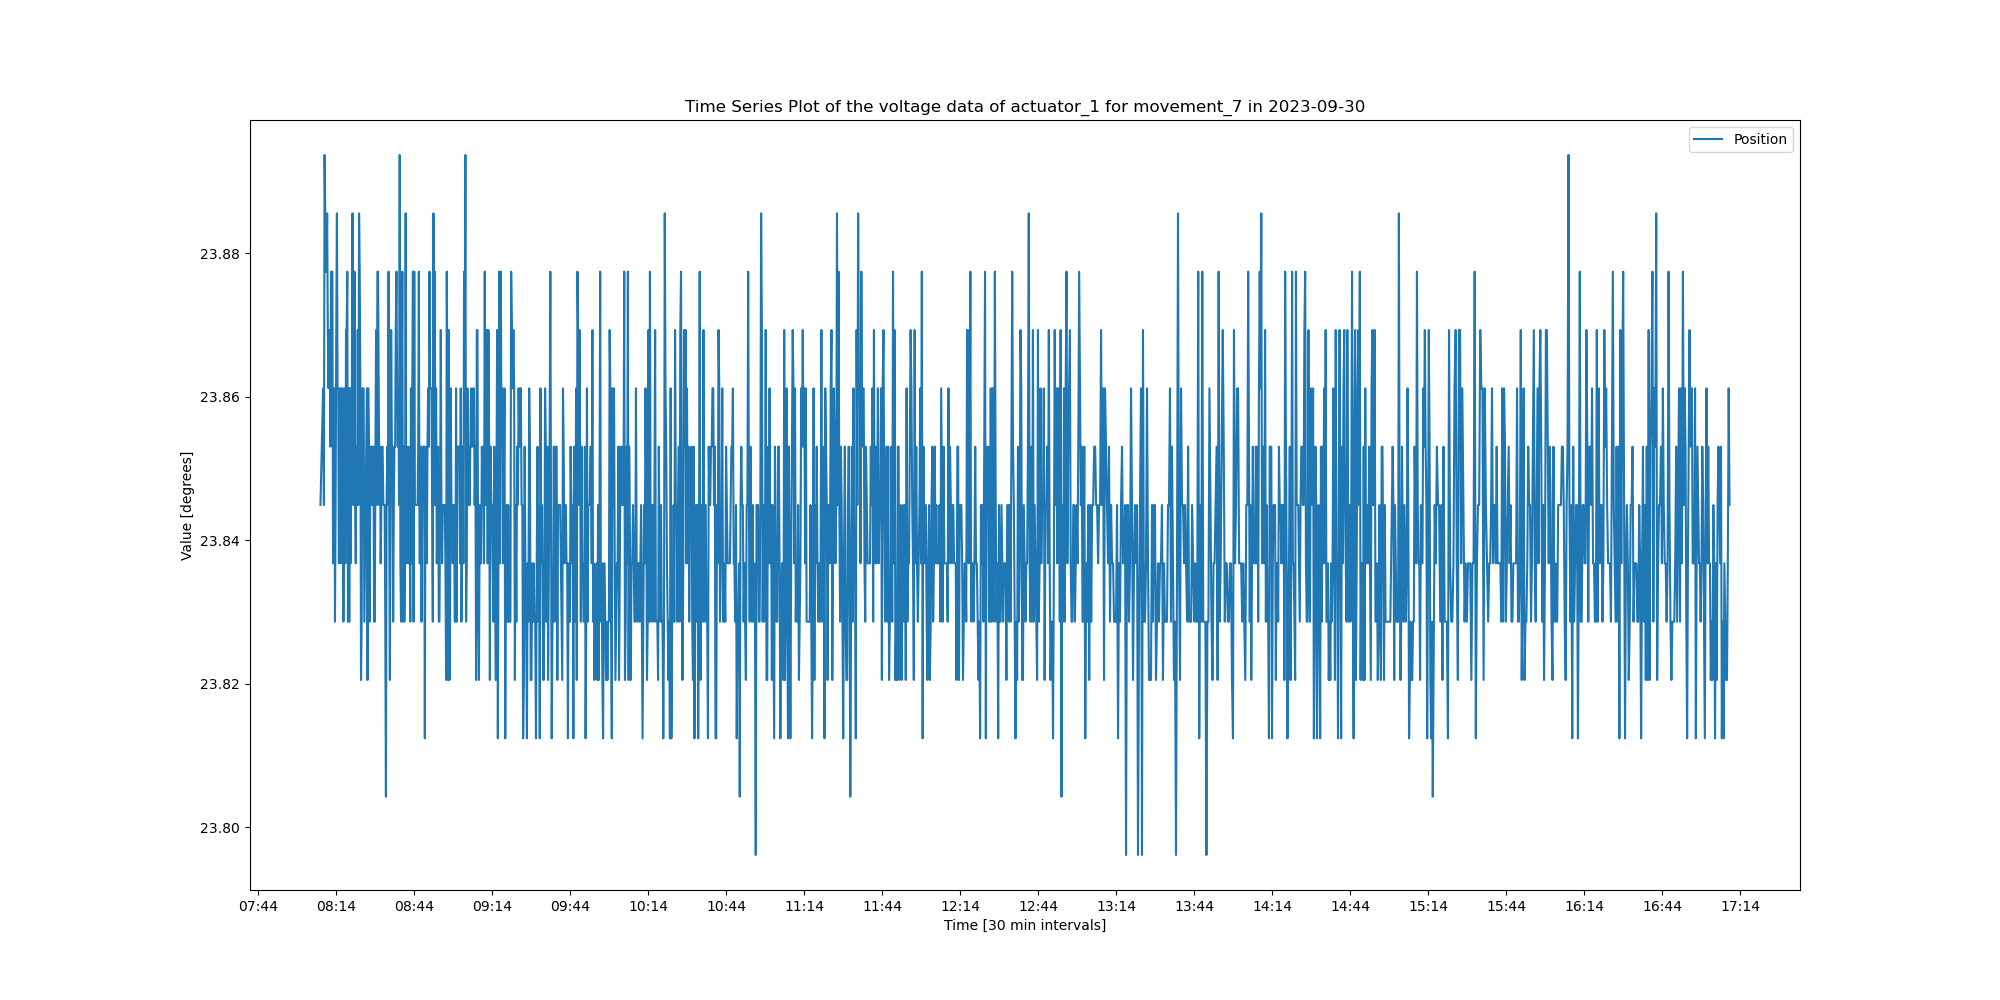 Time Series Plot of the voltage data of actuator_1 for movement_7 in 2023-09-30
Position
Value [degrees]
23.88
23.86
23.84
23.82
23.80
07:44 08:14 08:44 09:14 09:44 10:14 10:44 11:14 11:44 12:14 12:44 13:14 13:44 14:14 14:44 15:14 15:44 16:14 16:44 17:14
Time [30 min intervals]